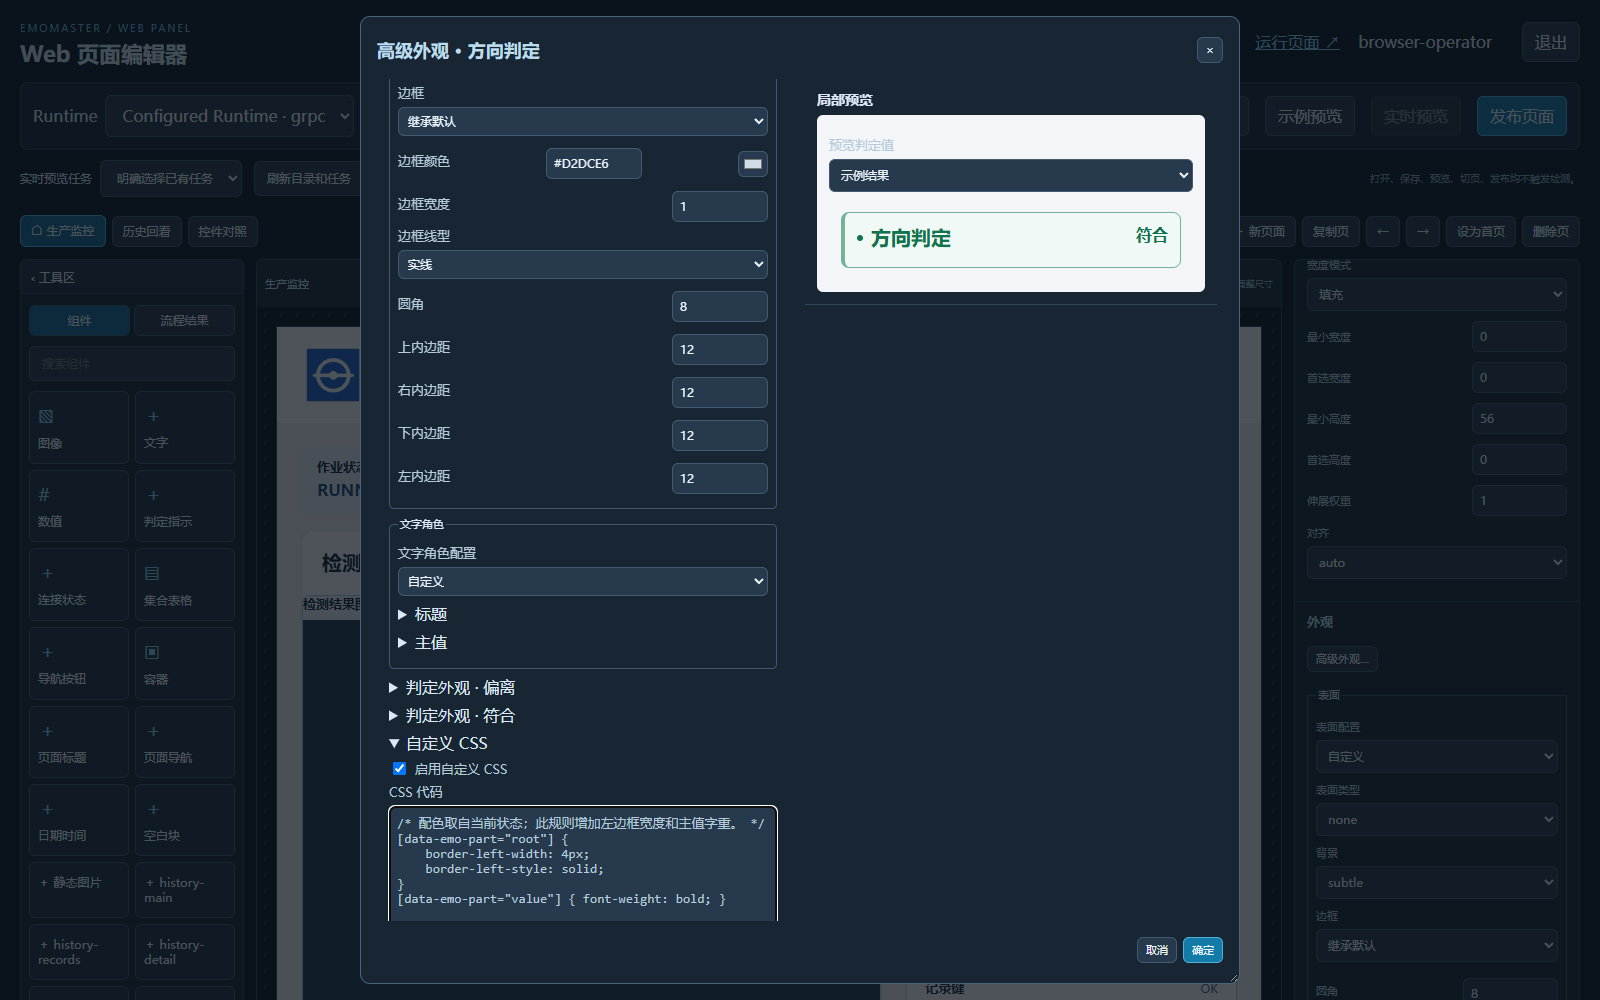 EMOMASTER / WEB PANEL
Web 页面编辑器
运行页面 ↗
browser-operator
退出
Runtime
Configured Runtime · grpc
示例预览
实时预览
发布页面
实时预览任务
明确选择已有任务
刷新目录和任务
打开、保存、预览、切页、发布均不触发检测。
生产监控
历史回看
控件对照
新页面
复制页
←
→
设为首页
删除页
‹ 工具区
组件
流程结果
搜索组件
图像
+
文字
#
数值
+
判定指示
+
连接状态
集合表格
+
导航按钮
容器
+
页面标题
+
页面导航
+
日期时间
+
空白块
+ 静态图片
+ history-
main
+ history-
records
+ history-
detail
生产监控
作业状态
RUNN
检测
检测结果
记录键
OK
高级外观 • 方向判定
×
边框
继承默认
边框颜色
#D2DCE6
边框宽度
1
边框线型
实线
圆角
8
上内边距
12
右内边距
12
下内边距
12
左内边距
12
文字角色
文字角色配置
自定义
▶ 标题
▶ 主值
▶ 判定外观 · 偏离
▶ 判定外观 · 符合
▼ 自定义 CSS
启用自定义 CSS
CSS 代码
/* 配色取自当前状态；此规则增加左边框宽度和主值字重。 */
[data-emo-part="root"] {
    border-left-width: 4px;
    border-left-style: solid;
}
[data-emo-part="value"] { font-weight: bold; }
局部预览
预览判定值
示例结果
• 方向判定
符合
取消
确定
宽度模式
填充
最小宽度
0
首选宽度
0
最小高度
56
首选高度
0
伸展权重
1
对齐
auto
外观
高级外观...
表面
表面配置
自定义
表面类型
none
背景
subtle
边框
继承默认
圆角
8